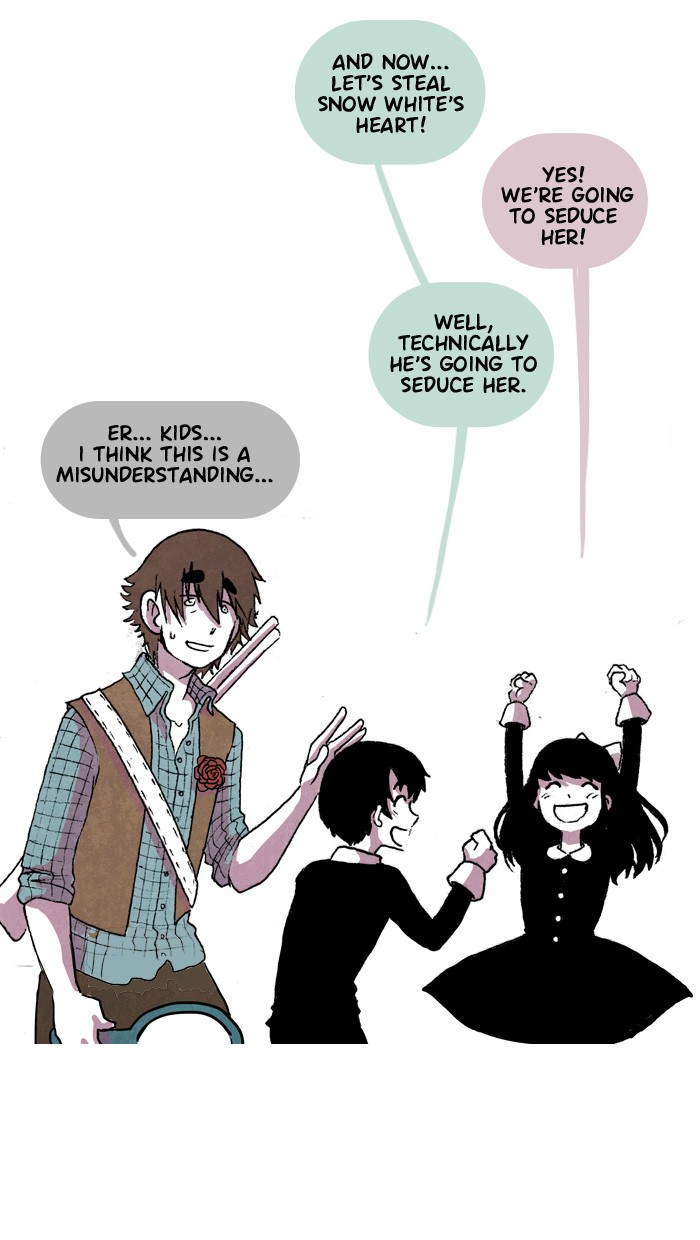 AND NOW...
LET'S STEAL
SNOW WHITE'S
HEART!
YES!
WE'RE GOING
TO SEDUCE
HER!
WELL,
TECHNICALLY
HE'S GOING TO
SEDUCE HER.
ER... KIDS...
I THINK THIS IS A
MISUNDERSTANDING...